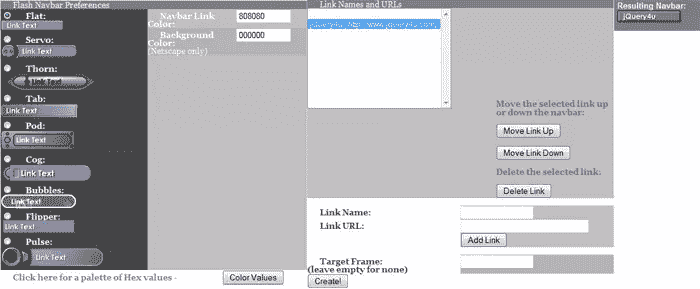 Flash Navbar Preferences
Flat:
Link Text
Servo:
Link Text
Thorn:
Link Text
Tab:
Link Text
Pod:
Link Text
Cog:
Link Text
Bubbles:
Link Text
Flipper:
Link Text
Pulse:
Link Text
Navbar Link
Color:
808080
Background
Color:
000000
(Netscape only)
Click here for a palette of Hex values -
Color Values
Link Names and URLs
jQuery4u, http://www.jquery4u.com
Move the selected link up
or down the navbar:
Move Link Up
Move Link Down
Delete the selected link:
Delete Link
Link Name:
Link URL:
Add Link
Target Frame:
(leave empty for none)
Create!
Resulting Navbar:
jQuery4u